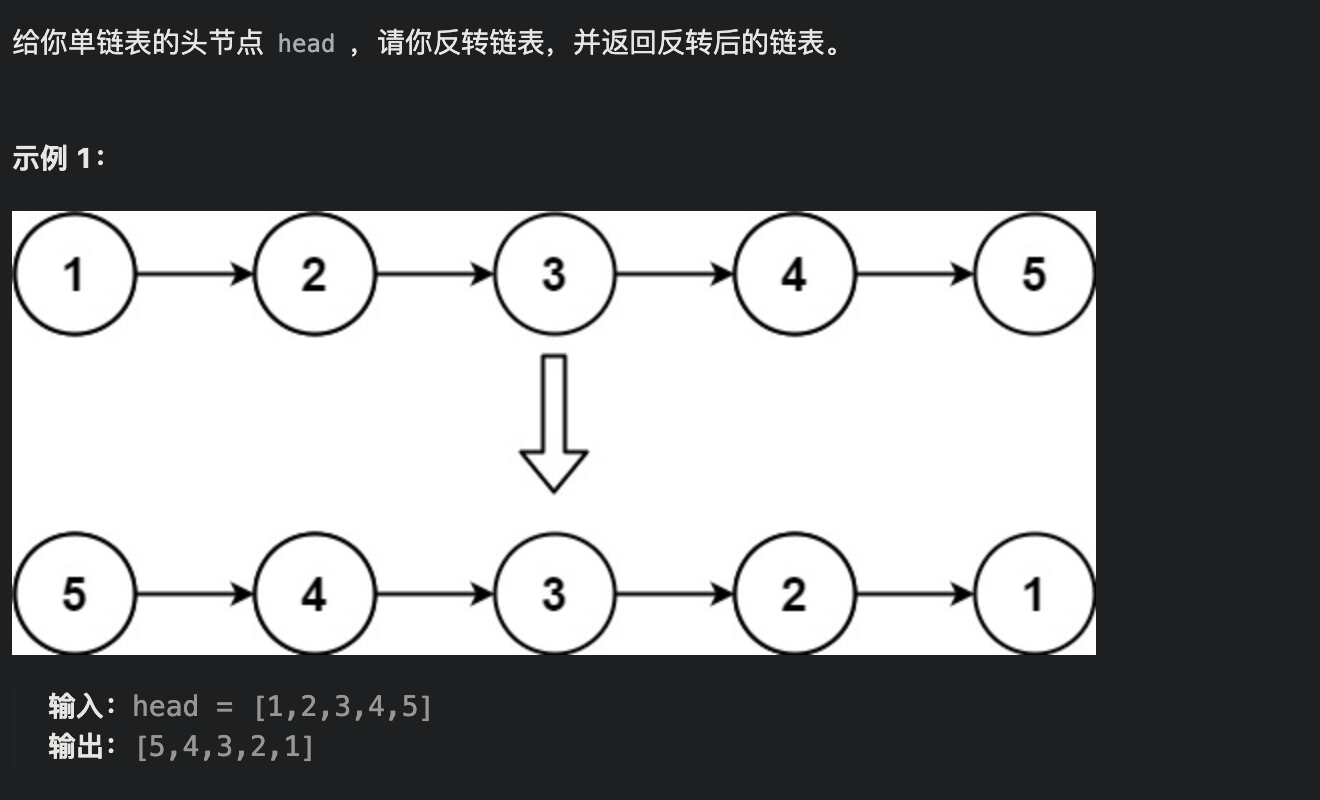 给你单链表的头节点 head ，请你反转链表，并返回反转后的链表。
示例 1：
1 2 3 4 5
5 4 3 2 1
输入：head = [1,2,3,4,5]
输出：[5,4,3,2,1]